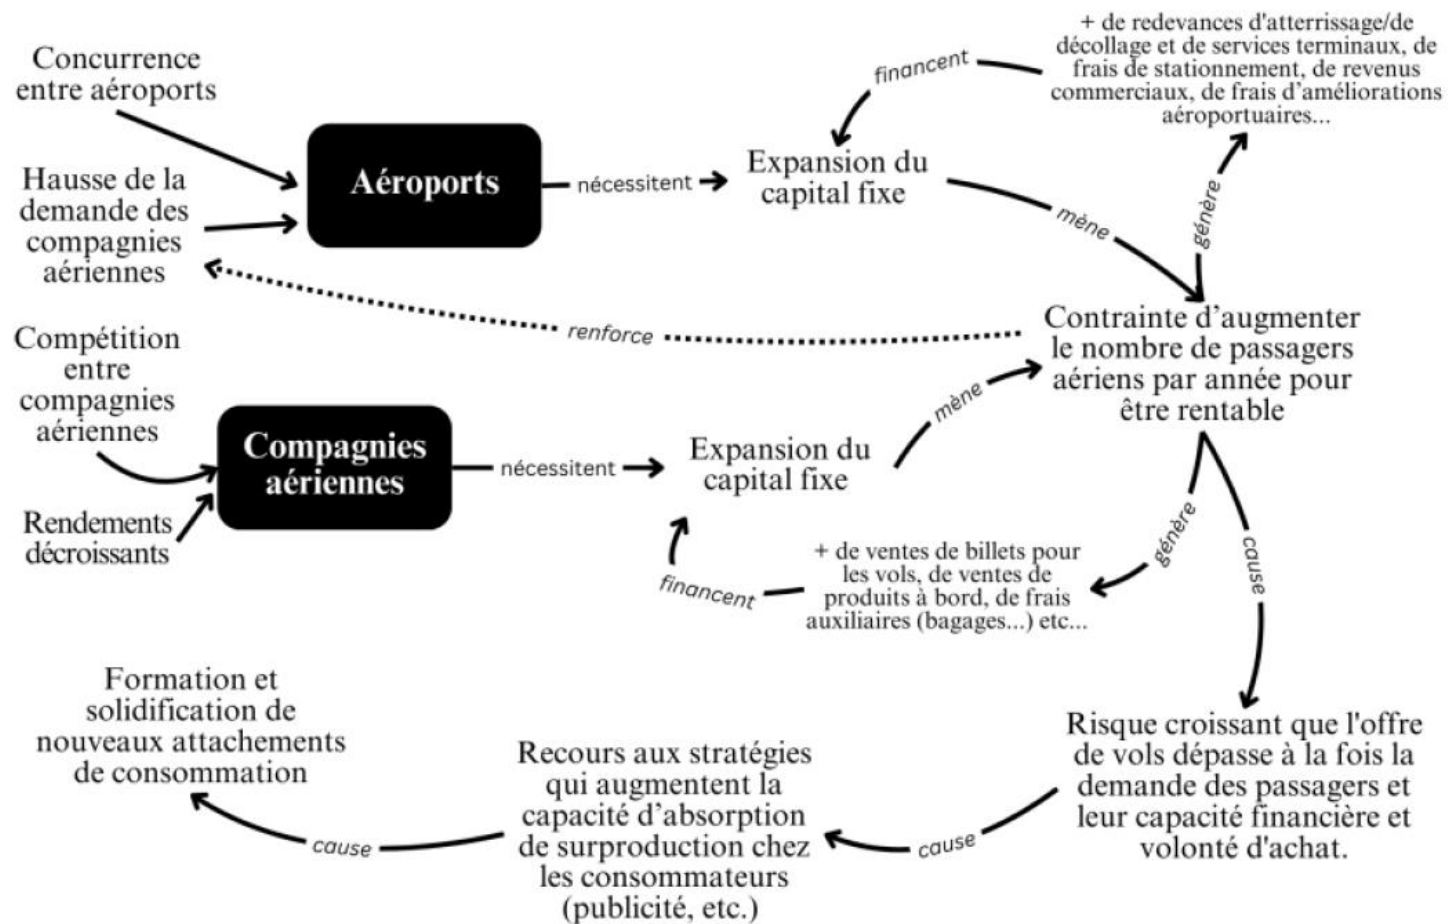 Concurrence
entre aéroports
Hausse de la
demande des
compagnies
aériennes
Aéroports
nécessitent
Expansion du
capital fixe
financent
+ de redevances d'atterrissage/de
décollage et de services terminaux, de
frais de stationnement, de revenus
commerciaux, de frais d’améliorations
aéroportuaires...
mène
génère
renforce
Contrainte d’augmenter
le nombre de passagers
aériens par année pour
être rentable
Compétition
entre
compagnies
aériennes
Rendements
décroissants
Compagnies
aériennes
nécessitent
Expansion du
capital fixe
mène
financent
+ de ventes de billets pour
les vols, de ventes de
produits à bord, de frais
auxiliaires (bagages...) etc...
génère
cause
Risque croissant que l'offre
de vols dépasse à la fois la
demande des passagers et
leur capacité financière et
volonté d'achat.
cause
Recours aux stratégies
qui augmentent la
capacité d’absorption
de surproduction chez
les consommateurs
(publicité, etc.)
cause
Formation et
solidification de
nouveaux attachements
de consommation